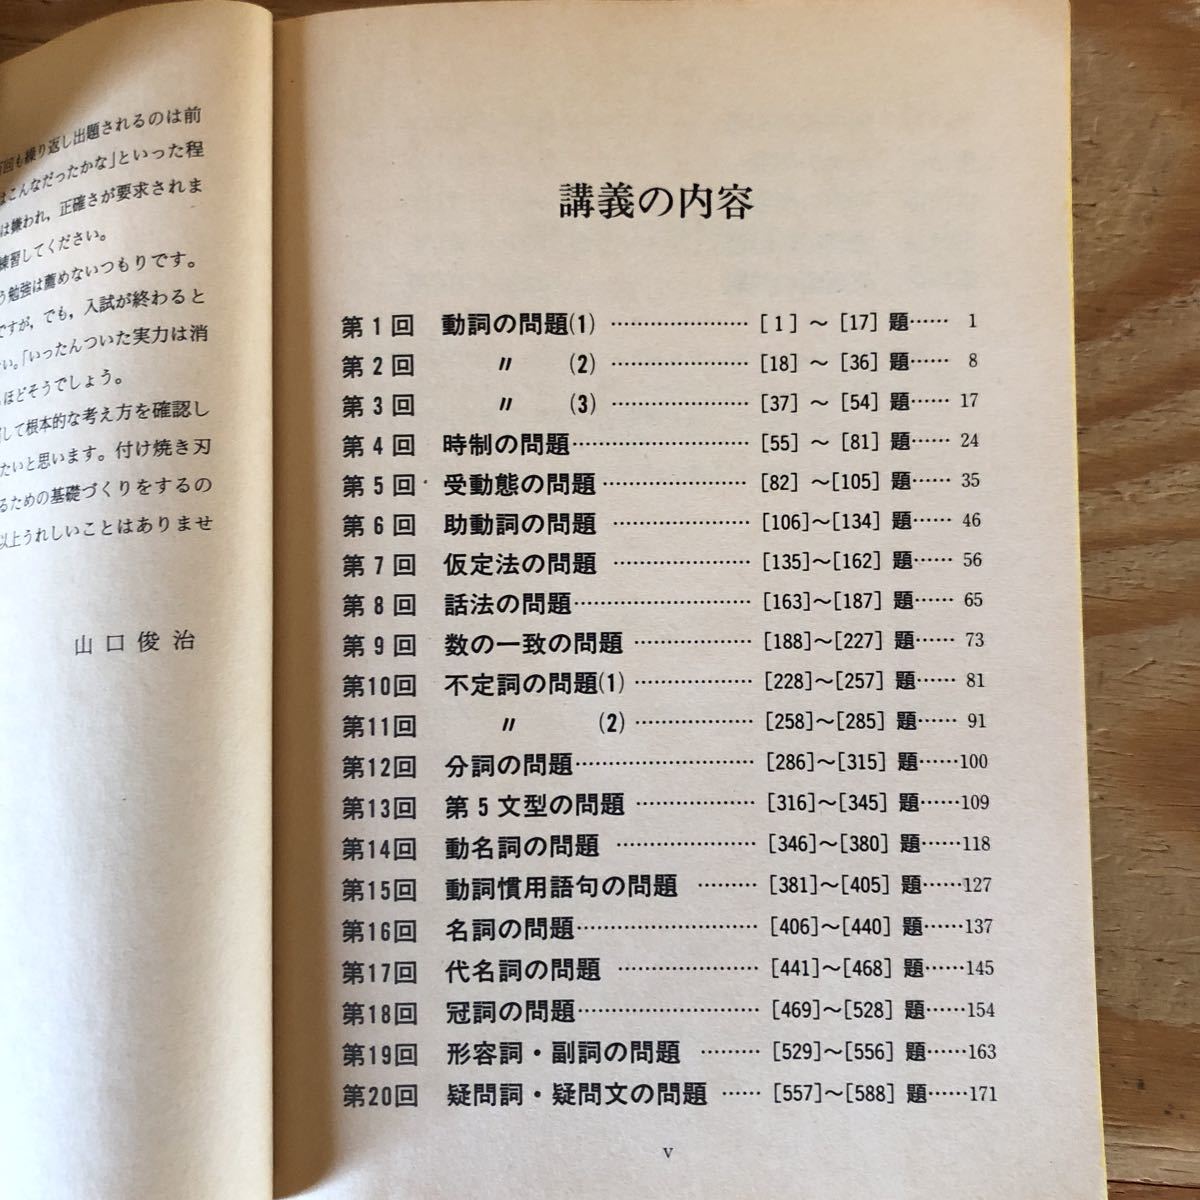 回も繰り返し出題されるのは前
はこんなだったかな」といった程
は嫌われ，正確さが要求されま
練習してください。
う勉強は薦めないつもりです。
ですが，でも，入試が終わると
い。「いったんついた実力は消
ほどそうでしょう。
して根本的な考え方を確認し
たいと思います。付け焼き刃
るための基礎づくりをするの
以上うれしいことはありませ
山口俊治
講義の内容
第1回 動詞の問題(1) ………………… [1] ～ [17] 題…… 1
第2回 〃 (2) ………………… [18] ～ [36] 題…… 8
第3回 〃 (3) ………………… [37] ～ [54] 題…… 17
第4回 時制の問題……………………… [55] ～ [81] 題…… 24
第5回 受動態の問題………………… [82] ～[105] 題…… 35
第6回 助動詞の問題 ………………… [106]～[134] 題…… 46
第7回 仮定法の問題 ………………… [135]～[162] 題…… 56
第8回 話法の問題……………………… [163]～[187] 題…… 65
第9回 数の一致の問題 ……………… [188]～[227] 題…… 73
第10回 不定詞の問題(1) ……………… [228]～[257] 題…… 81
第11回 〃 (2) ……………… [258]～[285] 題…… 91
第12回 分詞の問題……………………… [286]～[315] 題……100
第13回 第5文型の問題 ……………… [316]～[345] 題……109
第14回 動名詞の問題 ………………… [346]～[380] 題……118
第15回 動詞慣用語句の問題 ……… [381]～[405] 題……127
第16回 名詞の問題……………………… [406]～[440] 題……137
第17回 代名詞の問題 ………………… [441]～[468] 題……145
第18回 冠詞の問題……………………… [469]～[528] 題……154
第19回 形容詞・副詞の問題 ……… [529]～[556] 題……163
第20回 疑問詞・疑問文の問題 …… [557]～[588] 題……171
v